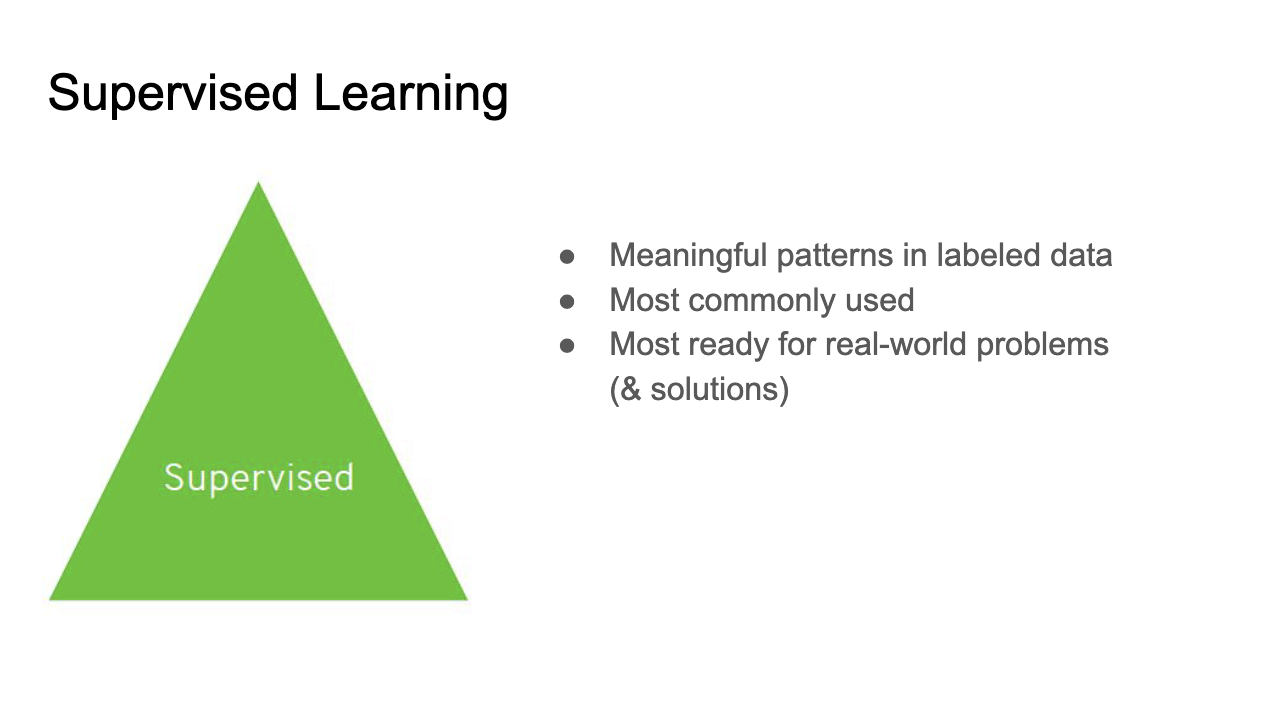 Supervised Learning
● Meaningful patterns in labeled data
● Most commonly used
● Most ready for real-world problems
(& solutions)
Supervised